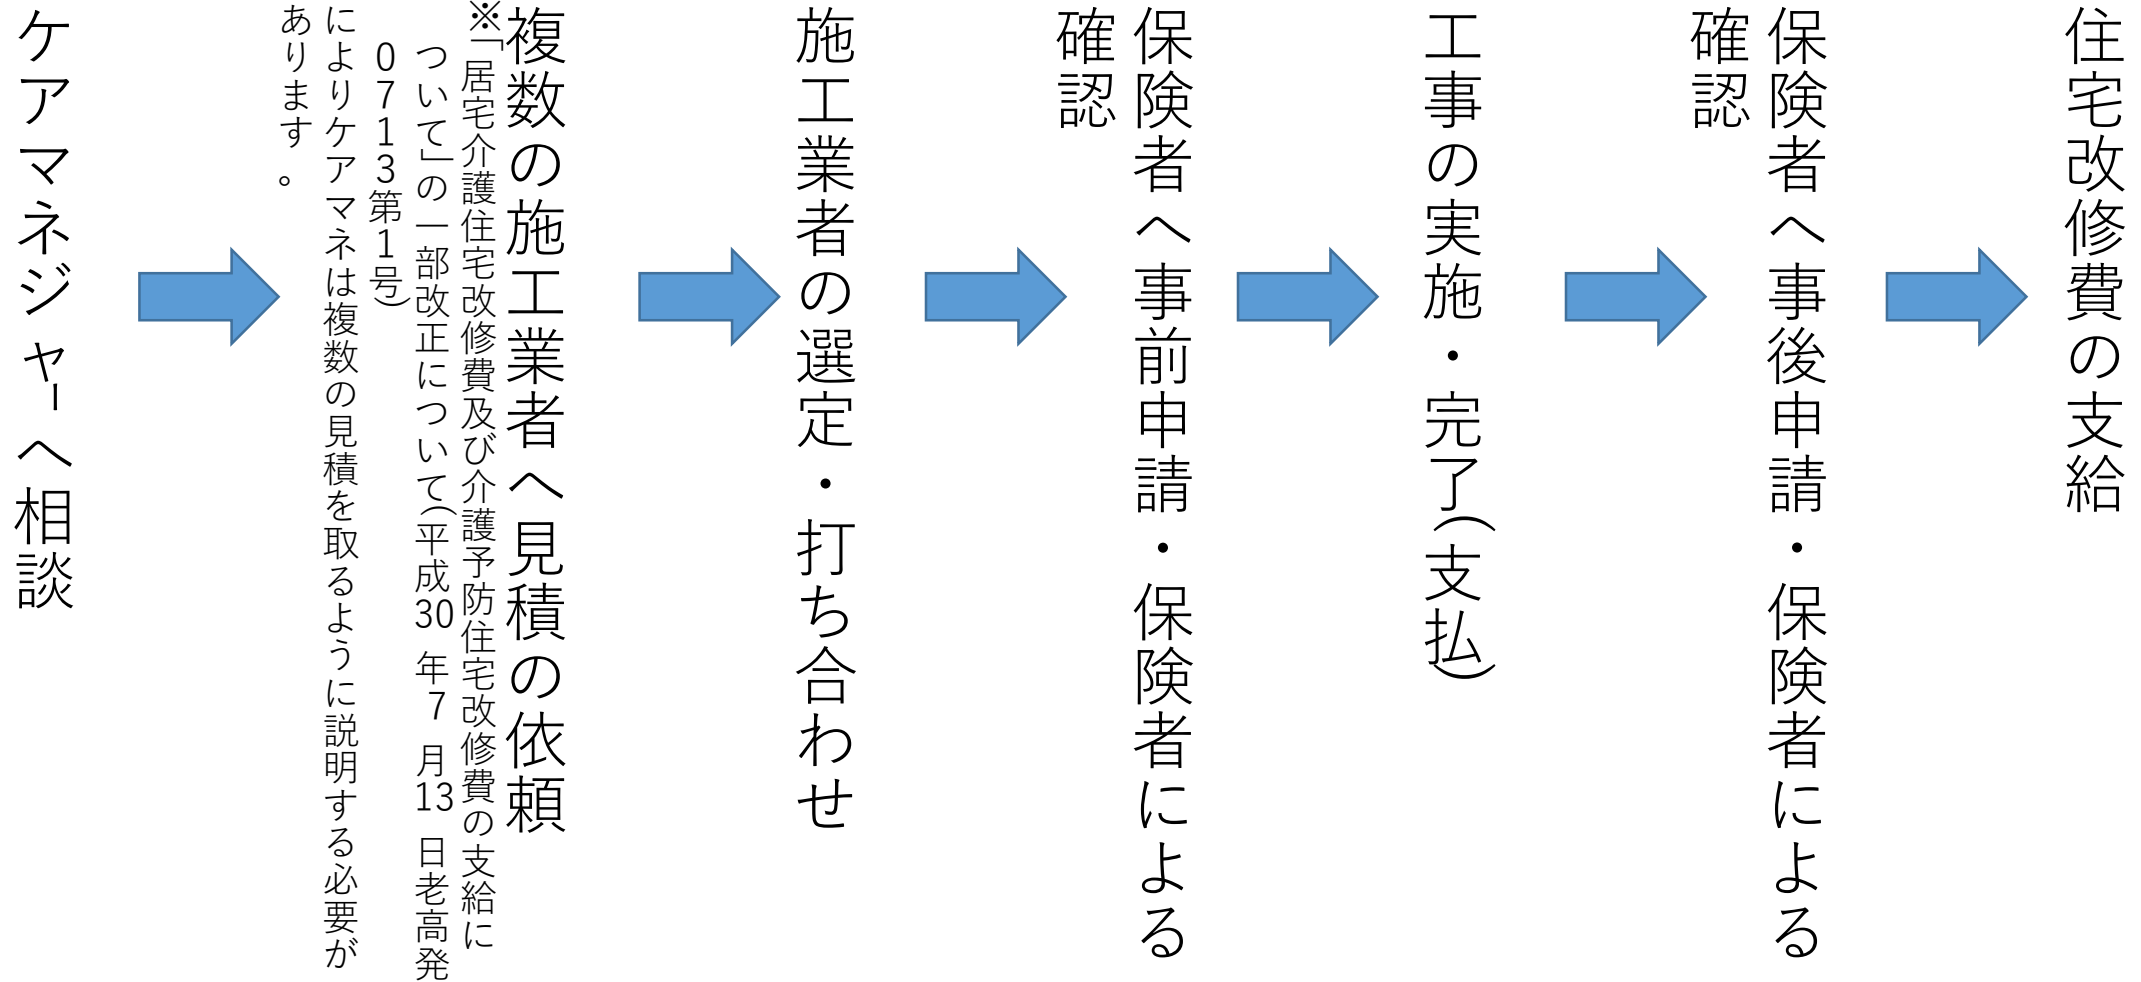 ケアマネジャーへ相談
複数の施工業者へ見積の依頼
※「居宅介護住宅改修費及び介護予防住宅改修費の支給に
ついて」の一部改正について(平成30 年 7 月13 日老高発
0713第1号)
によりケアマネは複数の見積を取るように説明する必要が
あります。
施工業者の選定・打ち合わせ
保険者へ事前申請・保険者による
確認
工事の実施・完了(支払)
保険者へ事後申請・保険者による
確認
住宅改修費の支給